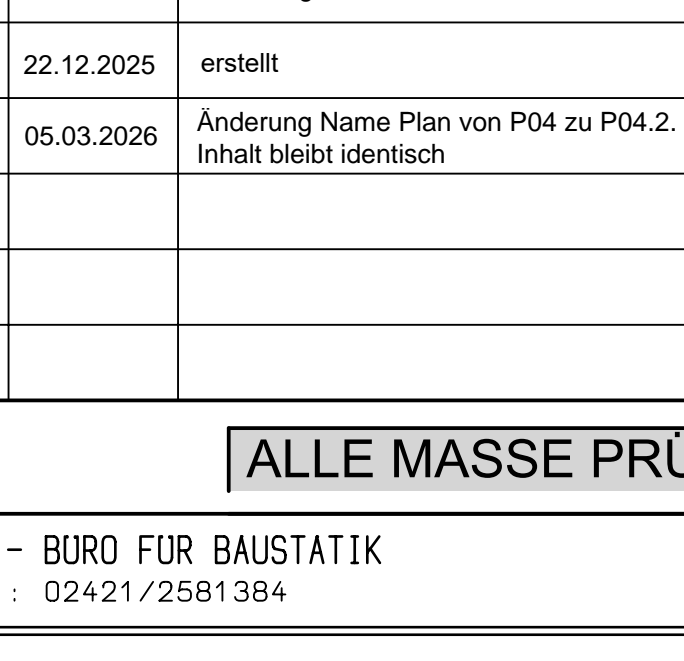 22.12.2025 erstellt
05.03.2026 Änderung Name Plan von P04 zu P04.2.
Inhalt bleibt identisch
ALLE MASSE PRÜ
- BÜRO FÜR BAUSTATIK
: 02421/2581384